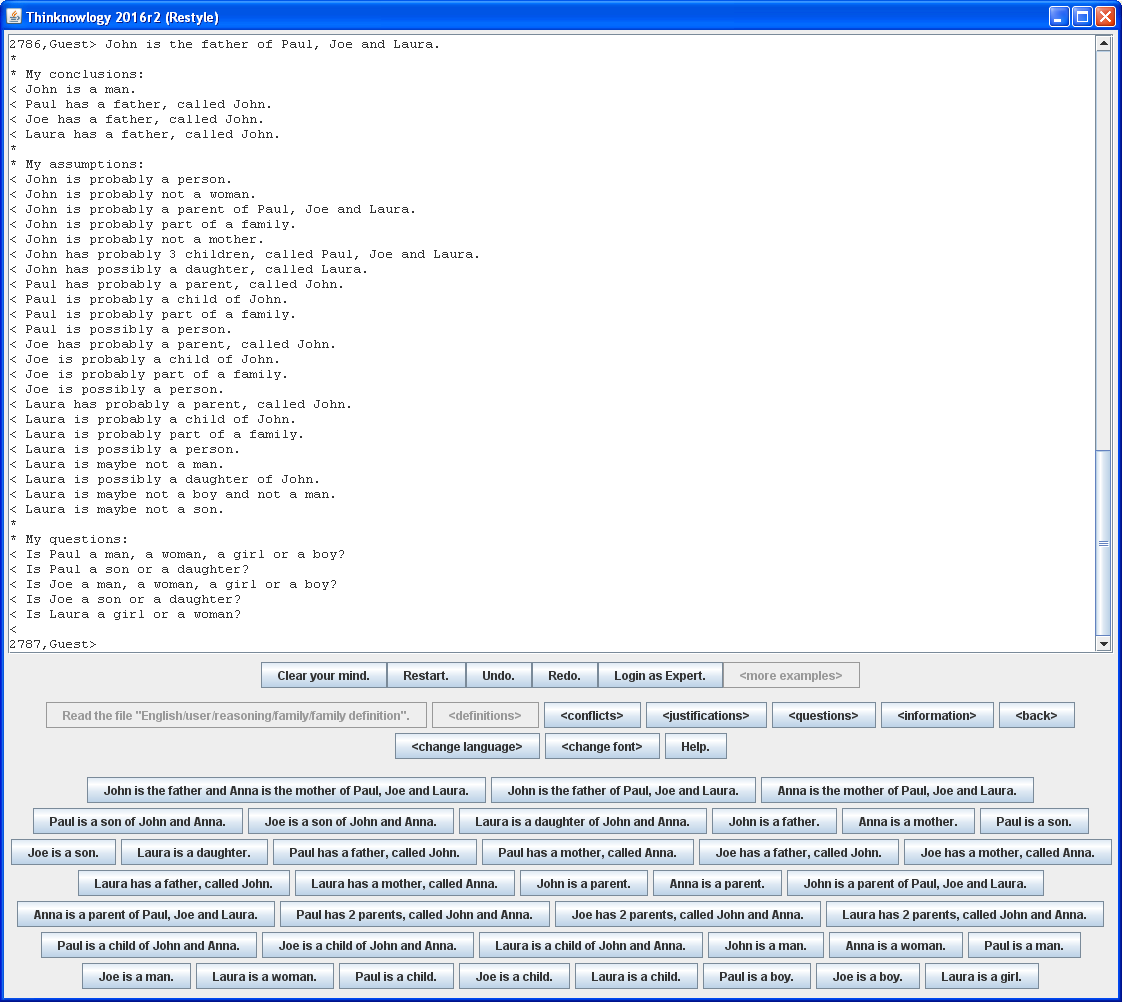 Thinknowlogy 2016r2 (Restyle)
2786,Guest> John is the father of Paul, Joe and Laura.
*
* My conclusions:
< John is a man.
< Paul has a father, called John.
< Joe has a father, called John.
< Laura has a father, called John.
*
* My assumptions:
< John is probably a person.
< John is probably not a woman.
< John is probably a parent of Paul, Joe and Laura.
< John is probably part of a family.
< John is probably not a mother.
< John has probably 3 children, called Paul, Joe and Laura.
< John has possibly a daughter, called Laura.
< Paul has probably a parent, called John.
< Paul is probably a child of John.
< Paul is probably part of a family.
< Paul is possibly a person.
< Joe has probably a parent, called John.
< Joe is probably a child of John.
< Joe is probably part of a family.
< Joe is possibly a person.
< Laura has probably a parent, called John.
< Laura is probably a child of John.
< Laura is probably part of a family.
< Laura is possibly a person.
< Laura is maybe not a man.
< Laura is possibly a daughter of John.
< Laura is maybe not a boy and not a man.
< Laura is maybe not a son.
*
* My questions:
< Is Paul a man, a woman, a girl or a boy?
< Is Paul a son or a daughter?
< Is Joe a man, a woman, a girl or a boy?
< Is Joe a son or a daughter?
< Is Laura a girl or a woman?
<
2787,Guest>
Clear your mind. Restart. Undo. Redo. Login as Expert. <more examples>
Read the file "English/user/reasoning/family/family definition". <definitions> <conflicts> <justifications> <questions> <information> <back>
<change language> <change font> Help.
John is the father and Anna is the mother of Paul, Joe and Laura. John is the father of Paul, Joe and Laura. Anna is the mother of Paul, Joe and Laura.
Paul is a son of John and Anna. Joe is a son of John and Anna. Laura is a daughter of John and Anna. John is a father. Anna is a mother. Paul is a son.
Joe is a son. Laura is a daughter. Paul has a father, called John. Paul has a mother, called Anna. Joe has a father, called John. Joe has a mother, called Anna.
Laura has a father, called John. Laura has a mother, called Anna. John is a parent. Anna is a parent. John is a parent of Paul, Joe and Laura.
Anna is a parent of Paul, Joe and Laura. Paul has 2 parents, called John and Anna. Joe has 2 parents, called John and Anna. Laura has 2 parents, called John and Anna.
Paul is a child of John and Anna. Joe is a child of John and Anna. Laura is a child of John and Anna. John is a man. Anna is a woman. Paul is a man.
Joe is a man. Laura is a woman. Paul is a child. Joe is a child. Laura is a child. Paul is a boy. Joe is a boy. Laura is a girl.